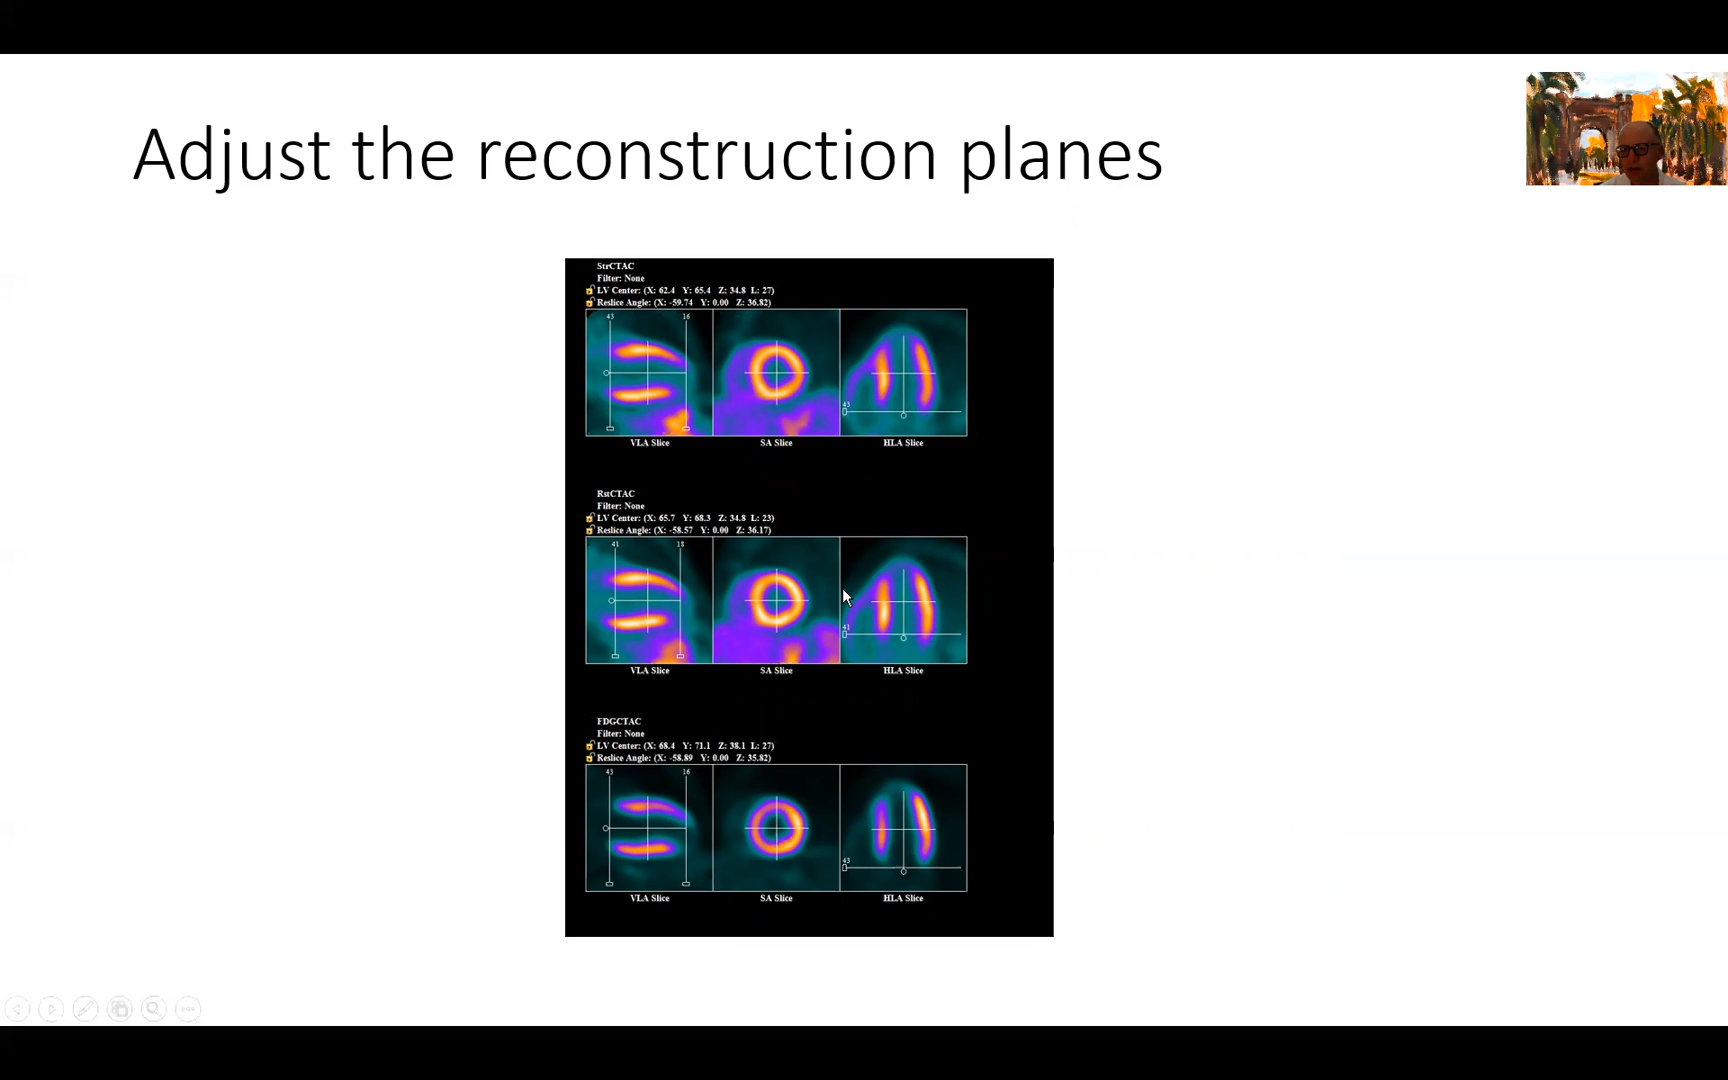 Adjust the reconstruction planes
StrCTAC
Filter: None
LV Center: (X: 62.4 Y: 65.4 Z: 34.8 L: 27)
Reslice Angle: (X: -59.74 Y: 0.00 Z: 36.82)
43 16
43
VLA Slice SA Slice HLA Slice
RstCTAC
Filter: None
LV Center: (X: 65.7 Y: 68.3 Z: 34.8 L: 23)
Reslice Angle: (X: -58.57 Y: 0.00 Z: 36.17)
41 18
41
VLA Slice SA Slice HLA Slice
FDGCTAC
Filter: None
LV Center: (X: 68.4 Y: 71.1 Z: 38.1 L: 27)
Reslice Angle: (X: -58.89 Y: 0.00 Z: 35.82)
43 16
43
VLA Slice SA Slice HLA Slice